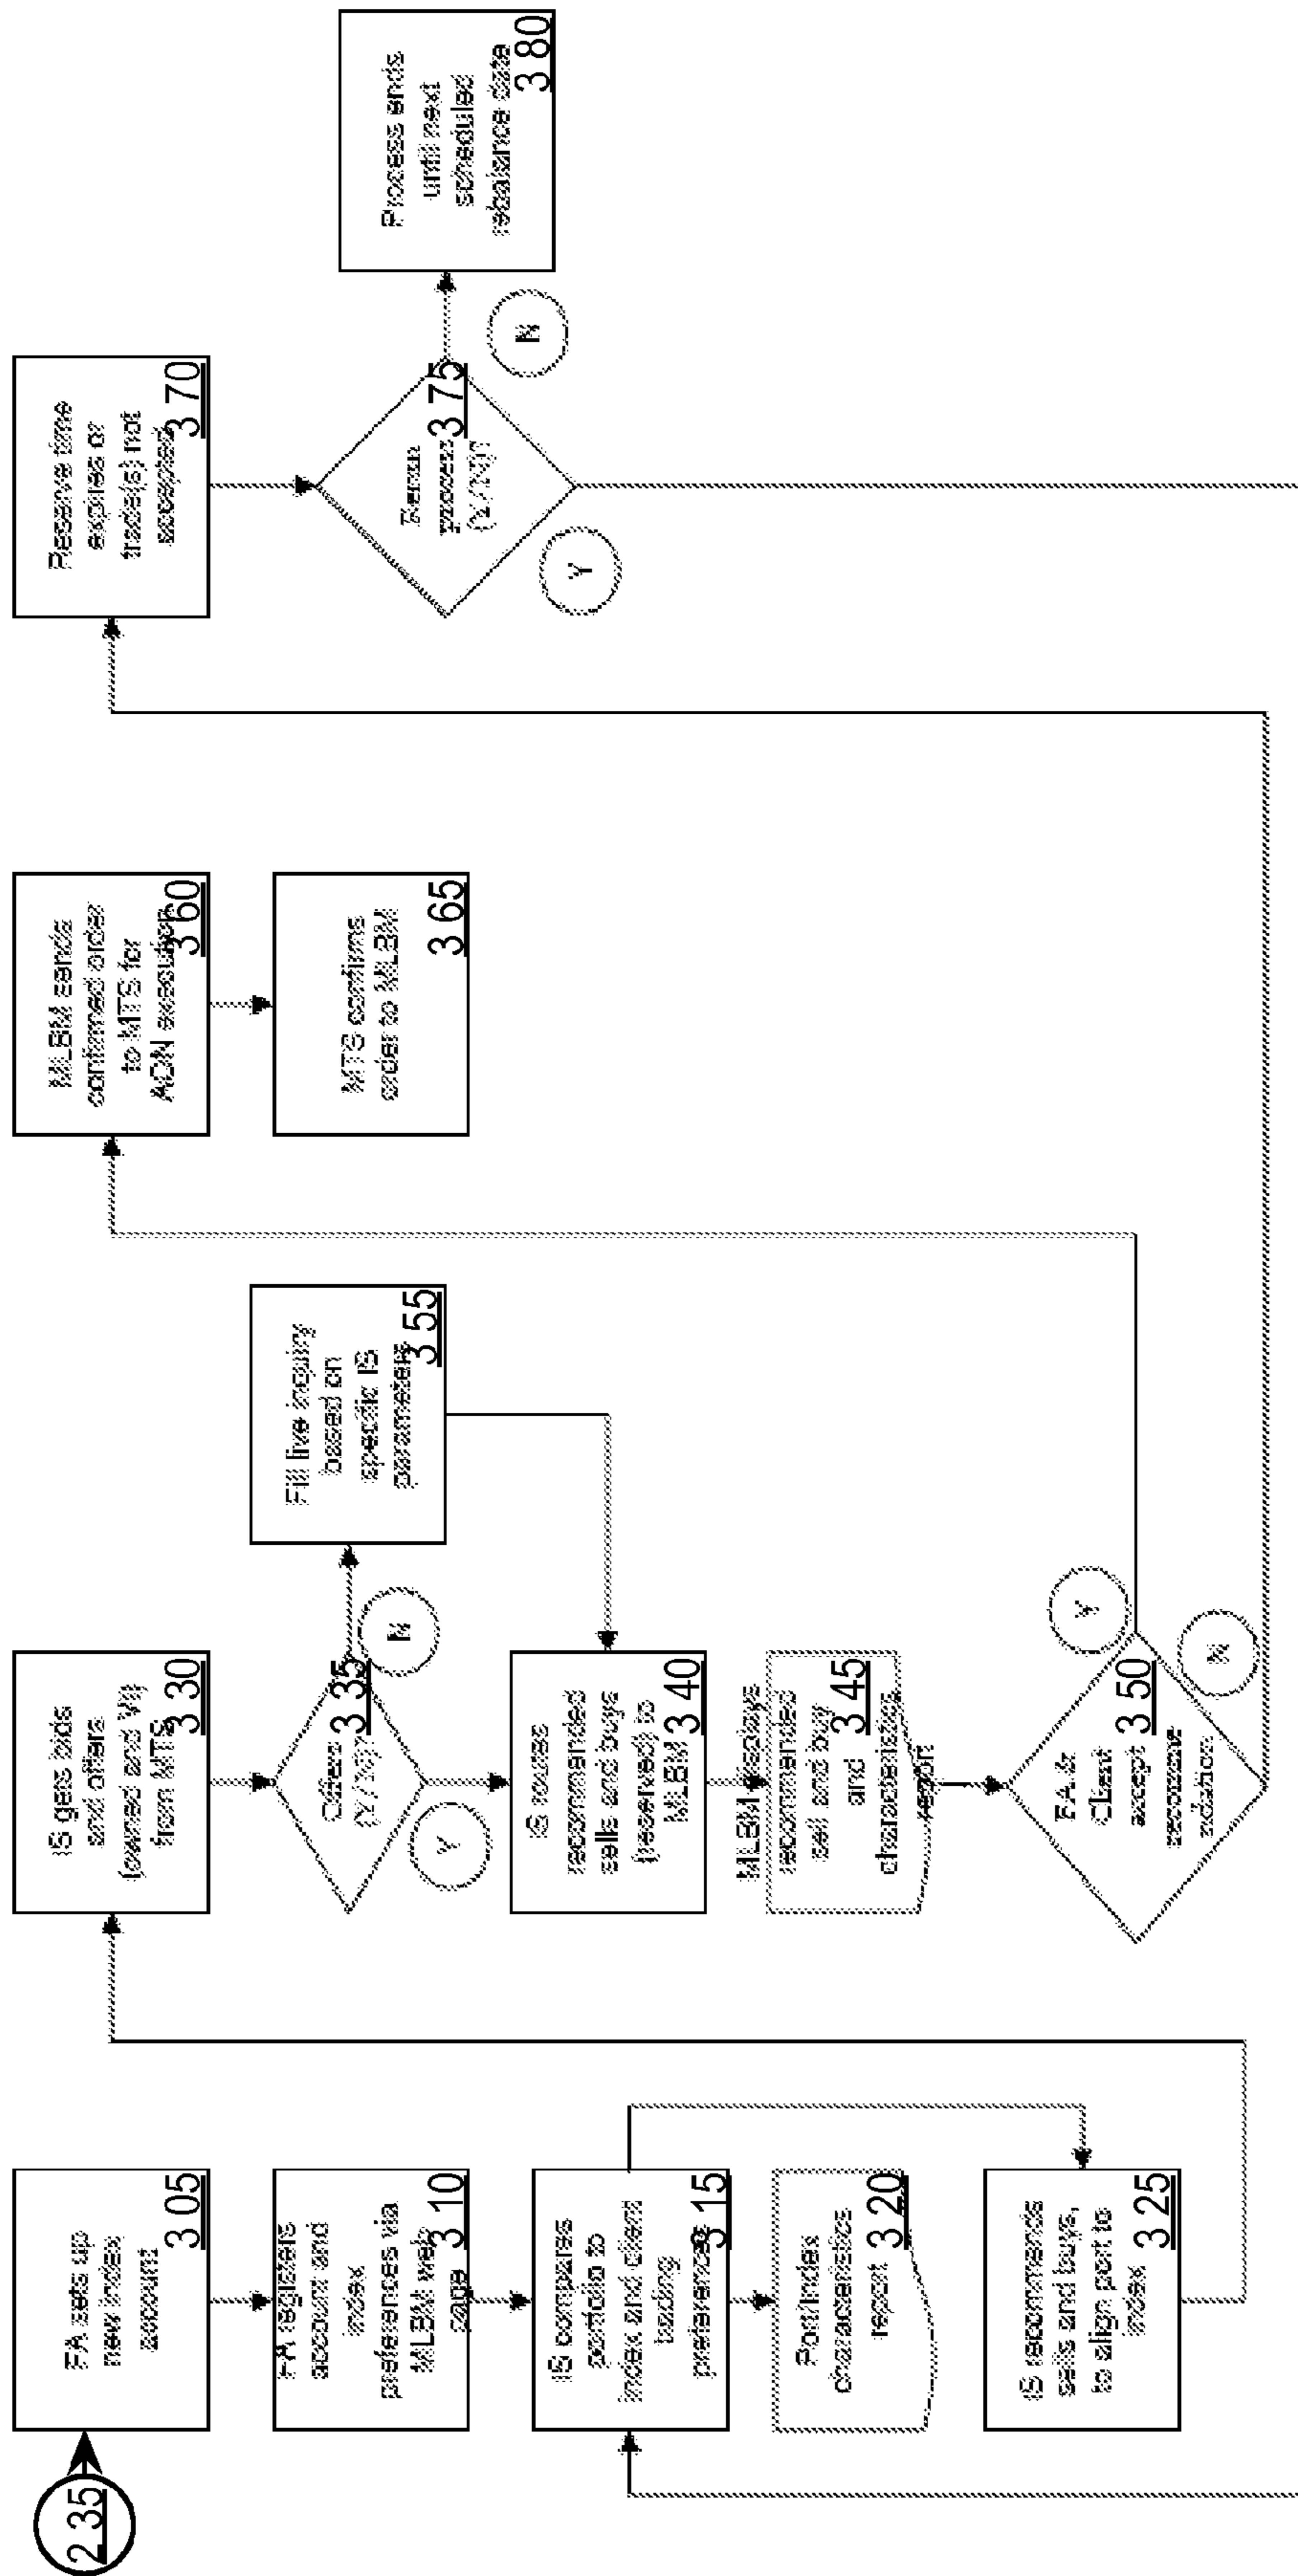 235
FA sets up
new index
account
3 05
FA registers
account and
index
preferences via
MLBM web
page
3 10
IS compares
portfolio to
index and client
trading
preferences
3 15
Port/Index
characteristics
report
3 20
IS recommends
sells and buys,
to align port to
index
3 25
IS gets bids
and offers
(owned and VI)
from MTS
3 30
Offers
(Y/N)?
3 35
N
Y
Fill live inquiry
based on
specific IS
parameters
3 55
IS routes
recommended
sells and buys
(reserved) to
MLBM
3 40
MLBM displays
recommended
sell and buy
and
characteristics
region
3 45
FA &
Client
accept
recomme
ndation
3 50
Y
N
MLBM sends
confirmed order
to MTS for
AON execution
3 60
MTS confirms
order to MLBM
3 65
Reserve time
expires or
trade(s) not
accepted
3 70
Rerun
process
(Y/N)?
3 75
N
Y
Process ends
until next
scheduled
rebalance date
3 80